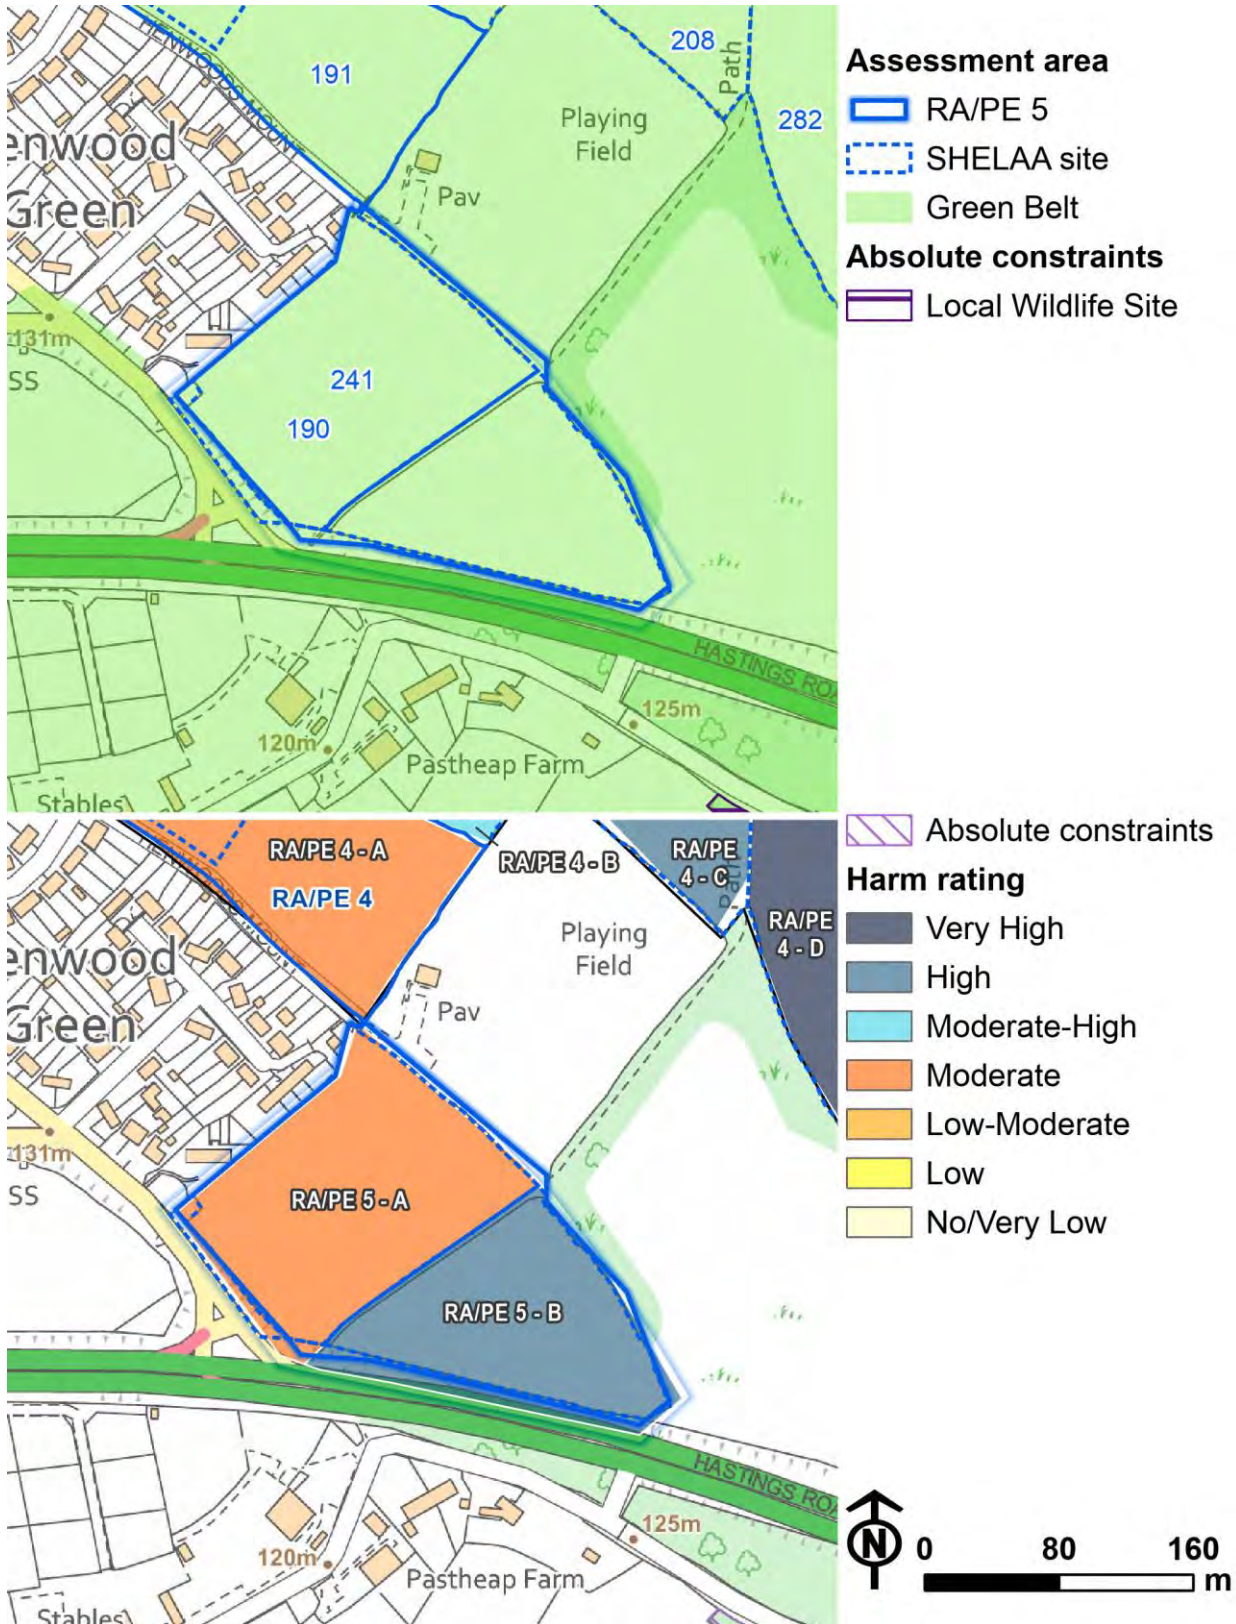 HENWOODS MOUNT
191
208
Path
282
Playing
Field
enwood
Green
Pav
131m
SS
241
190
HASTINGS ROA
125m
120m
Pastheap Farm
Stables
Assessment area
RA/PE 5
SHELAA site
Green Belt
Absolute constraints
Local Wildlife Site
RA/PE 4 - A
RA/PE 4
RA/PE 4 - B
RA/PE
4 - C
Path
RA/PE
4 - D
Playing
Field
enwood
Green
Pav
131m
SS
RA/PE 5 - A
RA/PE 5 - B
HASTINGS ROA
125m
120m
Pastheap Farm
Stables
Absolute constraints
Harm rating
Very High
High
Moderate-High
Moderate
Low-Moderate
Low
No/Very Low
N
0 80 160
m